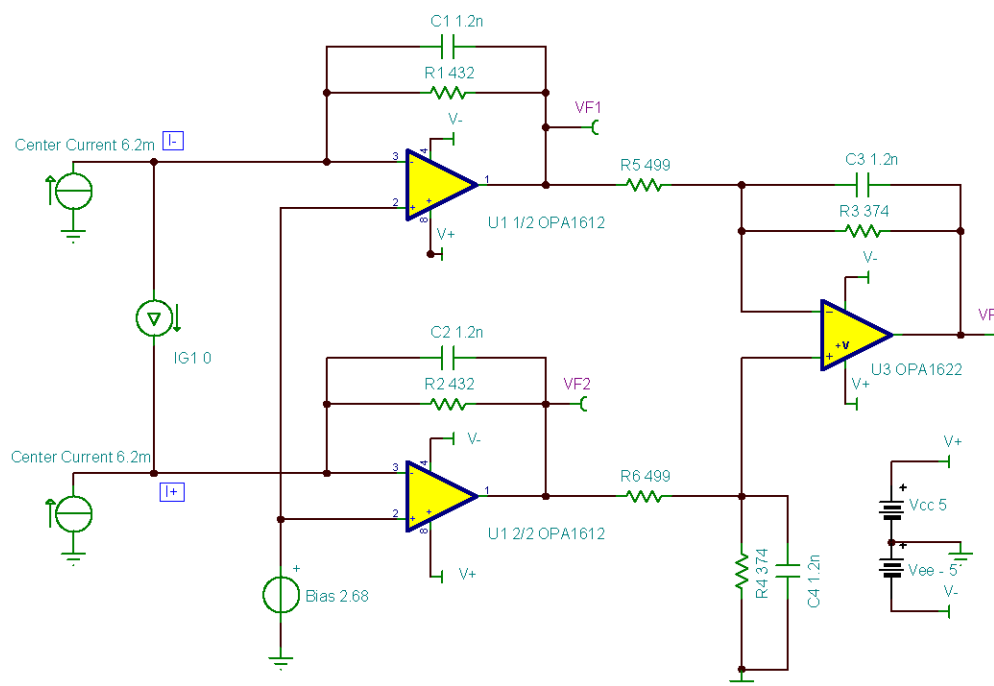 C1 1.2n
R1 432
VF1
V-
Center Current 6.2m
I-
4
3
-
1
2
+
+
8
U1 1/2 OPA1612
V+
R5 499
C3 1.2n
R3 374
V-
-
+V
+
VF
U3 OPA1622
V+
IG1 0
C2 1.2n
R2 432
VF2
V-
Center Current 6.2m
I+
4
3
-
1
2
+
+
8
U1 2/2 OPA1612
V+
R6 499
R4 374
C4 1.2n
V+
+
Vcc 5
+
Vee - 5
V-
+
Bias 2.68